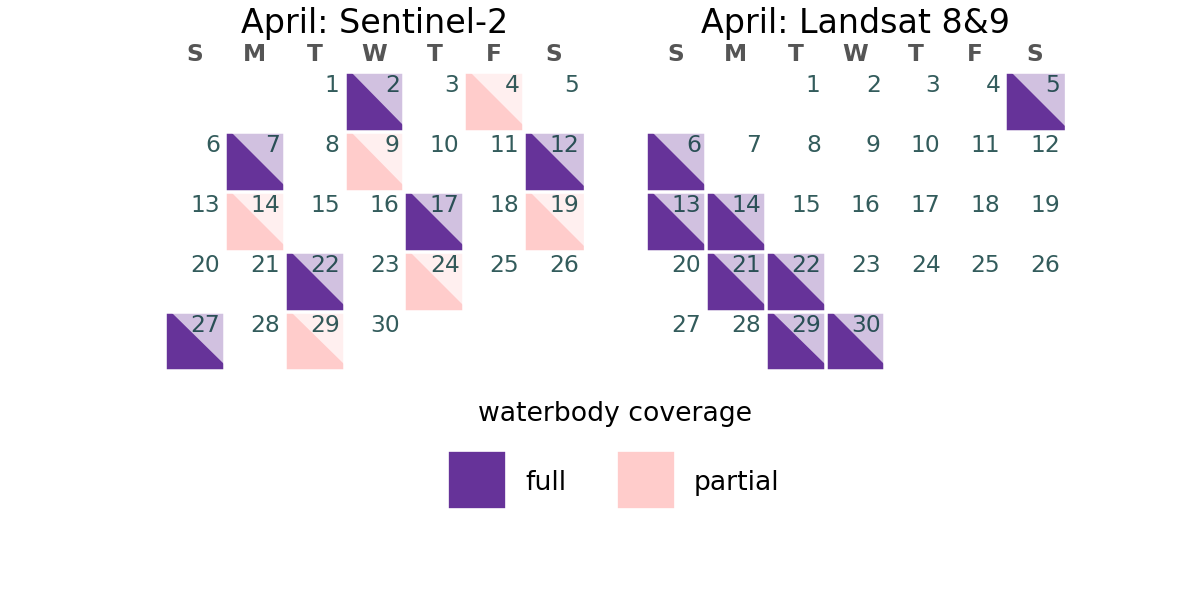 April: Sentinel-2
S M T W T F S
1 2 3 4 5
6 7 8 9 10 11 12
13 14 15 16 17 18 19
20 21 22 23 24 25 26
27 28 29 30
April: Landsat 8&9
S M T W T F S
1 2 3 4 5
6 7 8 9 10 11 12
13 14 15 16 17 18 19
20 21 22 23 24 25 26
27 28 29 30
waterbody coverage
full partial